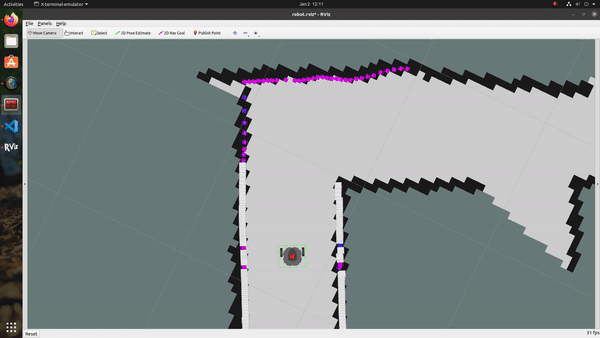 Activities
X-terminal-emulator
Jan 2 12:11
robot.rviz* - RViz
File Panels Help
Move Camera Interact Select 2D Pose Estimate 2D Nav Goal Publish Point
RViz
Reset
31 fps